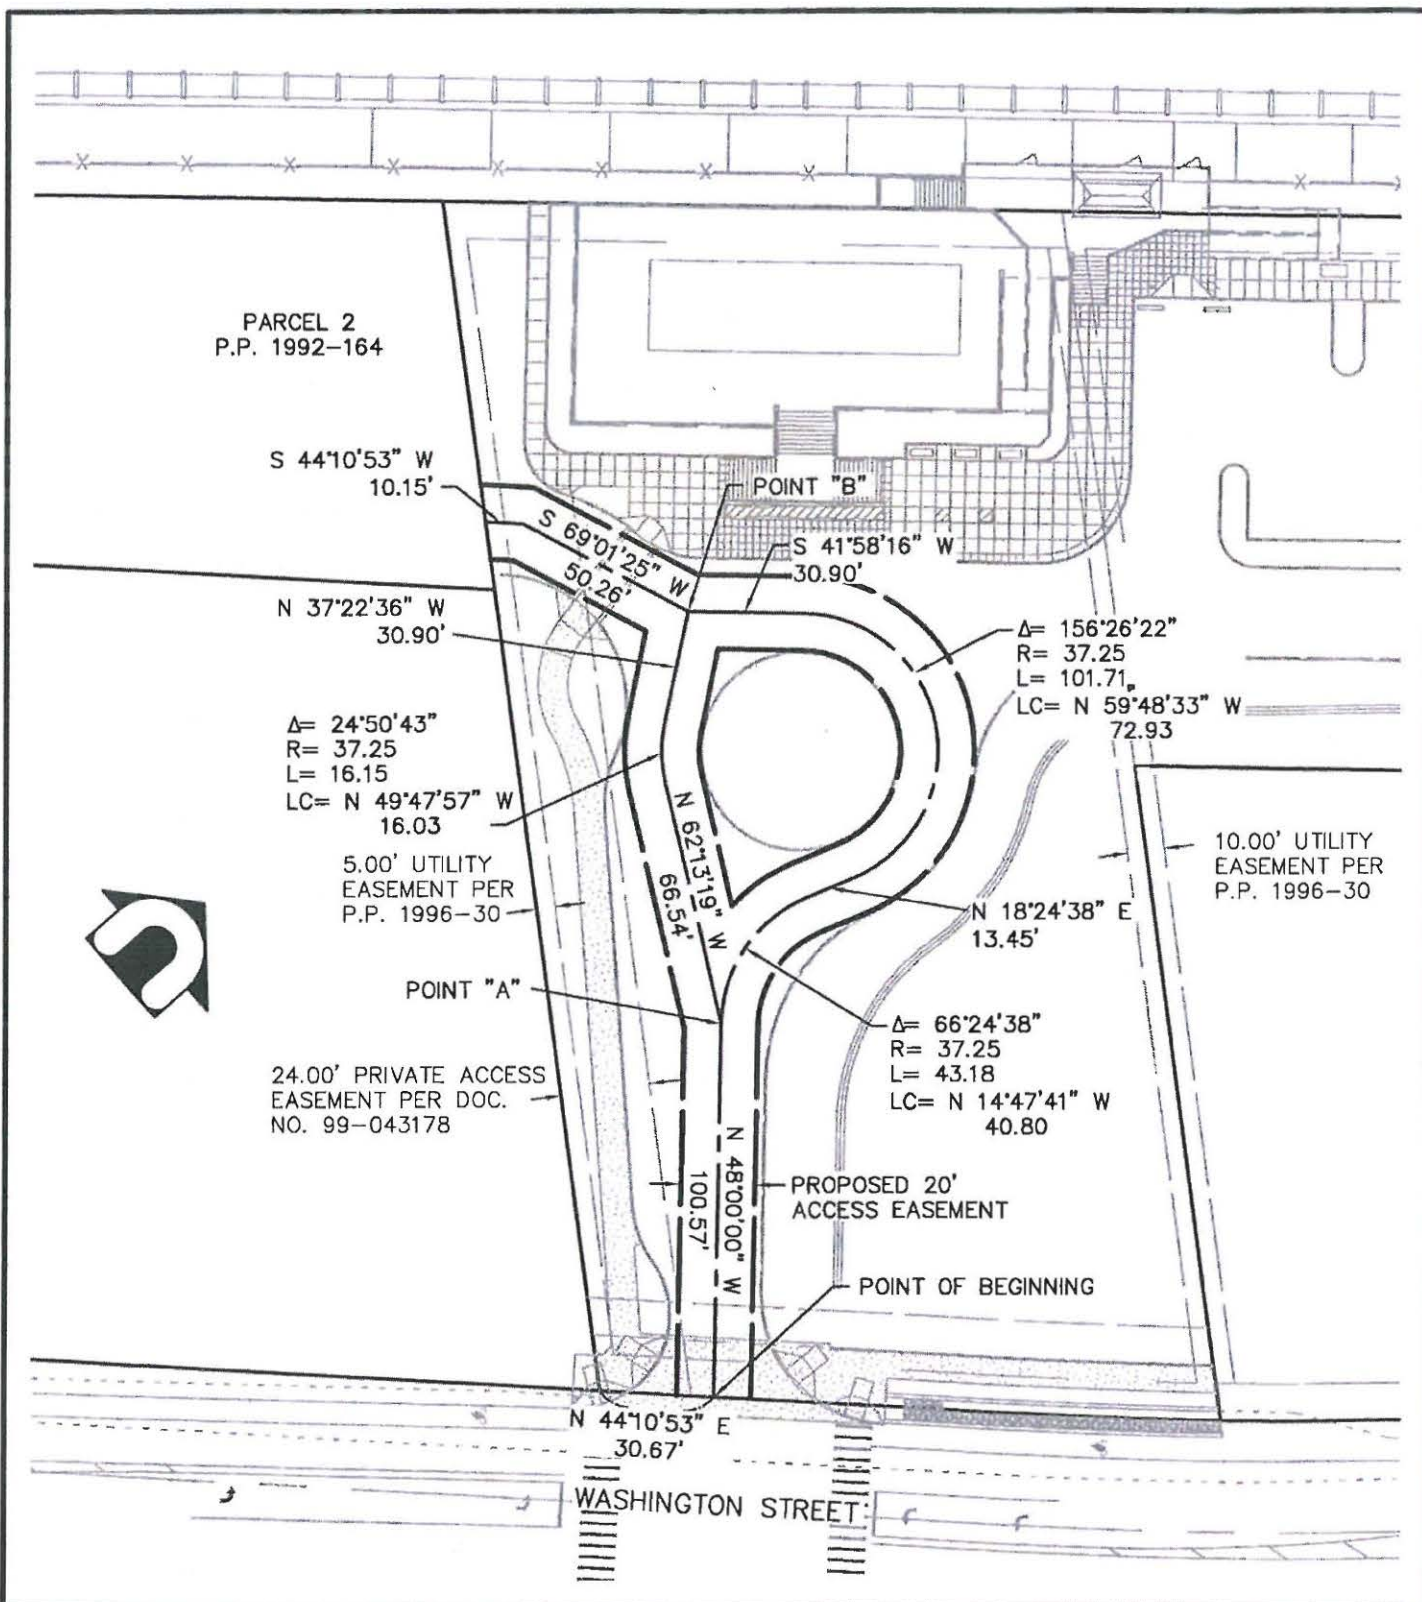 PARCEL 2
P.P. 1992-164
S 44°10'53" W
10.15'
POINT "B"
S 69°01'25" W
50.26'
S 41°58'16" W
30.90'
N 37°22'36" W
30.90'
Δ= 156°26'22"
R= 37.25
L= 101.71
LC= N 59°48'33" W
72.93
Δ= 24°50'43"
R= 37.25
L= 16.15
LC= N 49°47'57" W
16.03
N 62°13'19" W
66.54'
5.00' UTILITY
EASEMENT PER
P.P. 1996-30
10.00' UTILITY
EASEMENT PER
P.P. 1996-30
N 18°24'38" E
13.45'
POINT "A"
Δ= 66°24'38"
R= 37.25
L= 43.18
LC= N 14°47'41" W
40.80
24.00' PRIVATE ACCESS
EASEMENT PER DOC.
NO. 99-043178
N 48°00'00" W
100.57'
PROPOSED 20'
ACCESS EASEMENT
POINT OF BEGINNING
N 44°10'53" E
30.67'
WASHINGTON STREET